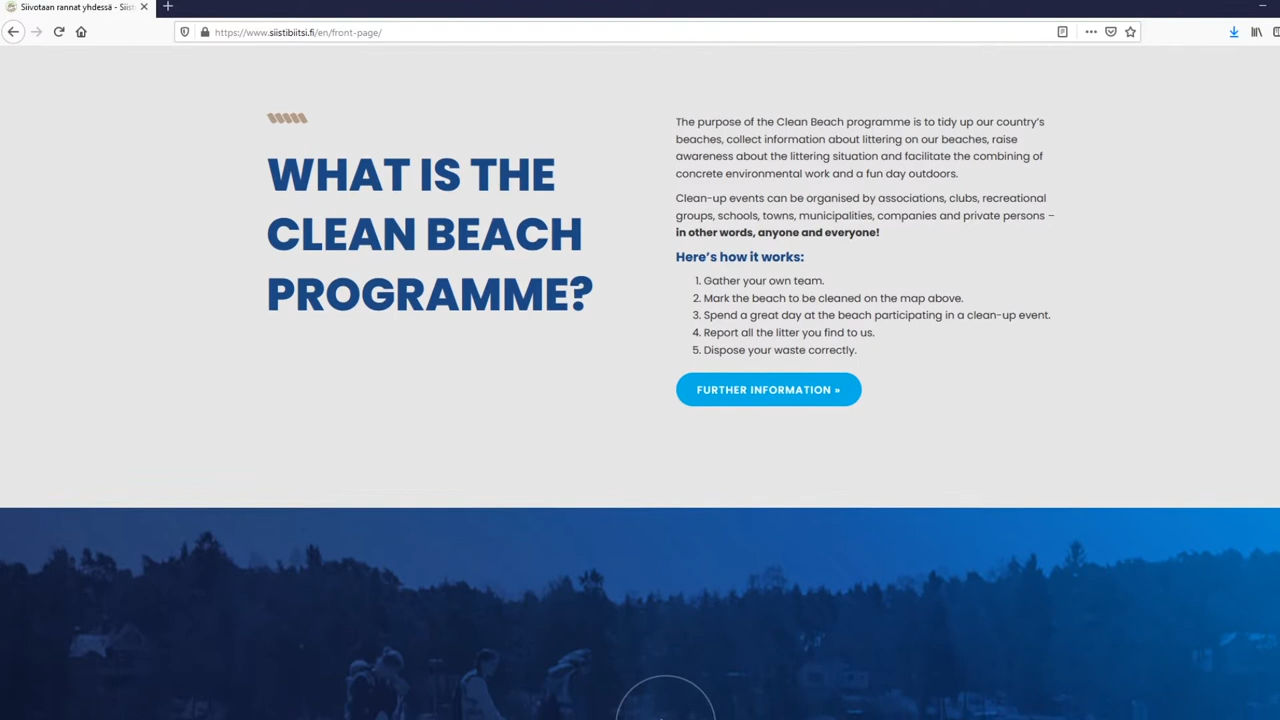 Siivotaan rannat yhdessä - Siist
https://www.siistibiitsi.fi/en/front-page/
WHAT IS THE
CLEAN BEACH
PROGRAMME?
The purpose of the Clean Beach programme is to tidy up our country's
beaches, collect information about littering on our beaches, raise
awareness about the littering situation and facilitate the combining of
concrete environmental work and a fun day outdoors.
Clean-up events can be organised by associations, clubs, recreational
groups, schools, towns, municipalities, companies and private persons –
in other words, anyone and everyone!
Here's how it works:
1. Gather your own team.
2. Mark the beach to be cleaned on the map above.
3. Spend a great day at the beach participating in a clean-up event.
4. Report all the litter you find to us.
5. Dispose your waste correctly.
FURTHER INFORMATION »